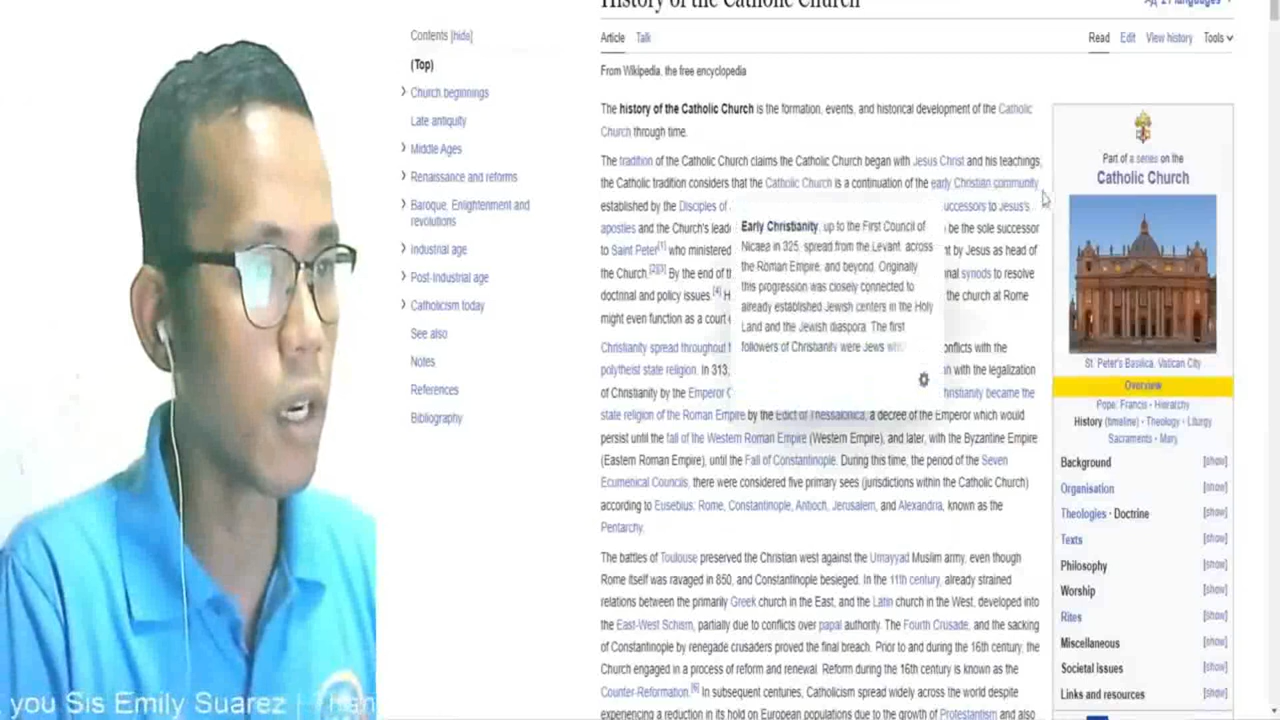 History of the Catholic Church
21 languages
Contents [hide]
(Top)
Church beginnings
Late antiquity
Middle Ages
Renaissance and reforms
Baroque, Enlightenment and
revolutions
Industrial age
Post-Industrial age
Catholicism today
See also
Notes
References
Bibliography
Article Talk
Read Edit View history Tools
From Wikipedia, the free encyclopedia
The history of the Catholic Church is the formation, events, and historical development of the Catholic
Church through time.
The tradition of the Catholic Church claims the Catholic Church began with Jesus Christ and his teachings;
the Catholic tradition considers that the Catholic Church is a continuation of the early Christian community
established by the Disciples of
uccessors to Jesus's
apostles and the Church's leade
be the sole successor
to Saint Peter[1] who ministered
nt by Jesus as head of
the Church.[2][3] By the end of th
nal synods to resolve
doctrinal and policy issues.[4]
the church at Rome
might even function as a court
Early Christianity, up to the First Council of
Nicaea in 325, spread from the Levant, across
the Roman Empire, and beyond. Originally
this progression was closely connected to
already established Jewish centers in the Holy
Land and the Jewish diaspora. The first
followers of Christianity were Jews
Christianity spread throughout
onflicts with the
polytheist state religion. In 313,
with the legalization
of Christianity by the Emperor
hristianity became the
state religion of the Roman Empire by the Edict of Thessalonica, a decree of the Emperor which would
persist until the fall of the Western Roman Empire (Western Empire), and later, with the Byzantine Empire
(Eastern Roman Empire), until the Fall of Constantinople. During this time, the period of the Seven
Ecumenical Councils, there were considered five primary sees (jurisdictions within the Catholic Church)
according to Eusebius: Rome, Constantinople, Antioch, Jerusalem, and Alexandria, known as the
Pentarchy.
The battles of Toulouse preserved the Christian west against the Umayyad Muslim army, even though
Rome itself was ravaged in 850, and Constantinople besieged. In the 11th century, already strained
relations between the primarily Greek church in the East, and the Latin church in the West, developed into
the East-West Schism, partially due to conflicts over papal authority. The Fourth Crusade, and the sacking
of Constantinople by renegade crusaders proved the final breach. Prior to and during the 16th century, the
Church engaged in a process of reform and renewal. Reform during the 16th century is known as the
Counter-Reformation.[6] In subsequent centuries, Catholicism spread widely across the world despite
experiencing a reduction in its hold on European populations due to the growth of Protestantism and also
Part of a series on the
Catholic Church
St. Peter's Basilica, Vatican City
Overview
Pope: Francis · Hierarchy
History (timeline) · Theology · Liturgy
Sacraments · Mary
Background [show]
Organisation [show]
Theologies · Doctrine [show]
Texts [show]
Philosophy [show]
Worship [show]
Rites [show]
Miscellaneous [show]
Societal issues [show]
Links and resources [show]
you Sis Emily Suarez | Than